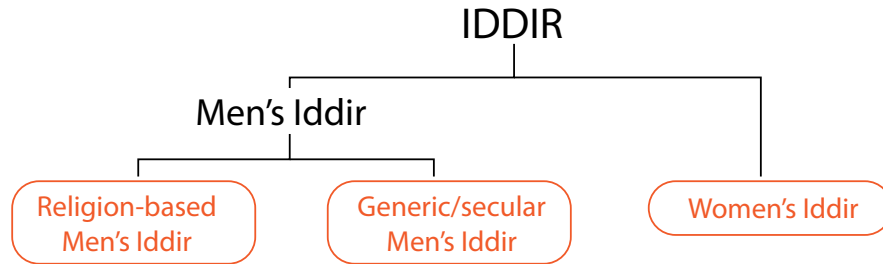 IDDIR
Men’s Iddir
Religion-based
Men’s Iddir
Generic/secular
Men’s Iddir
Women’s Iddir